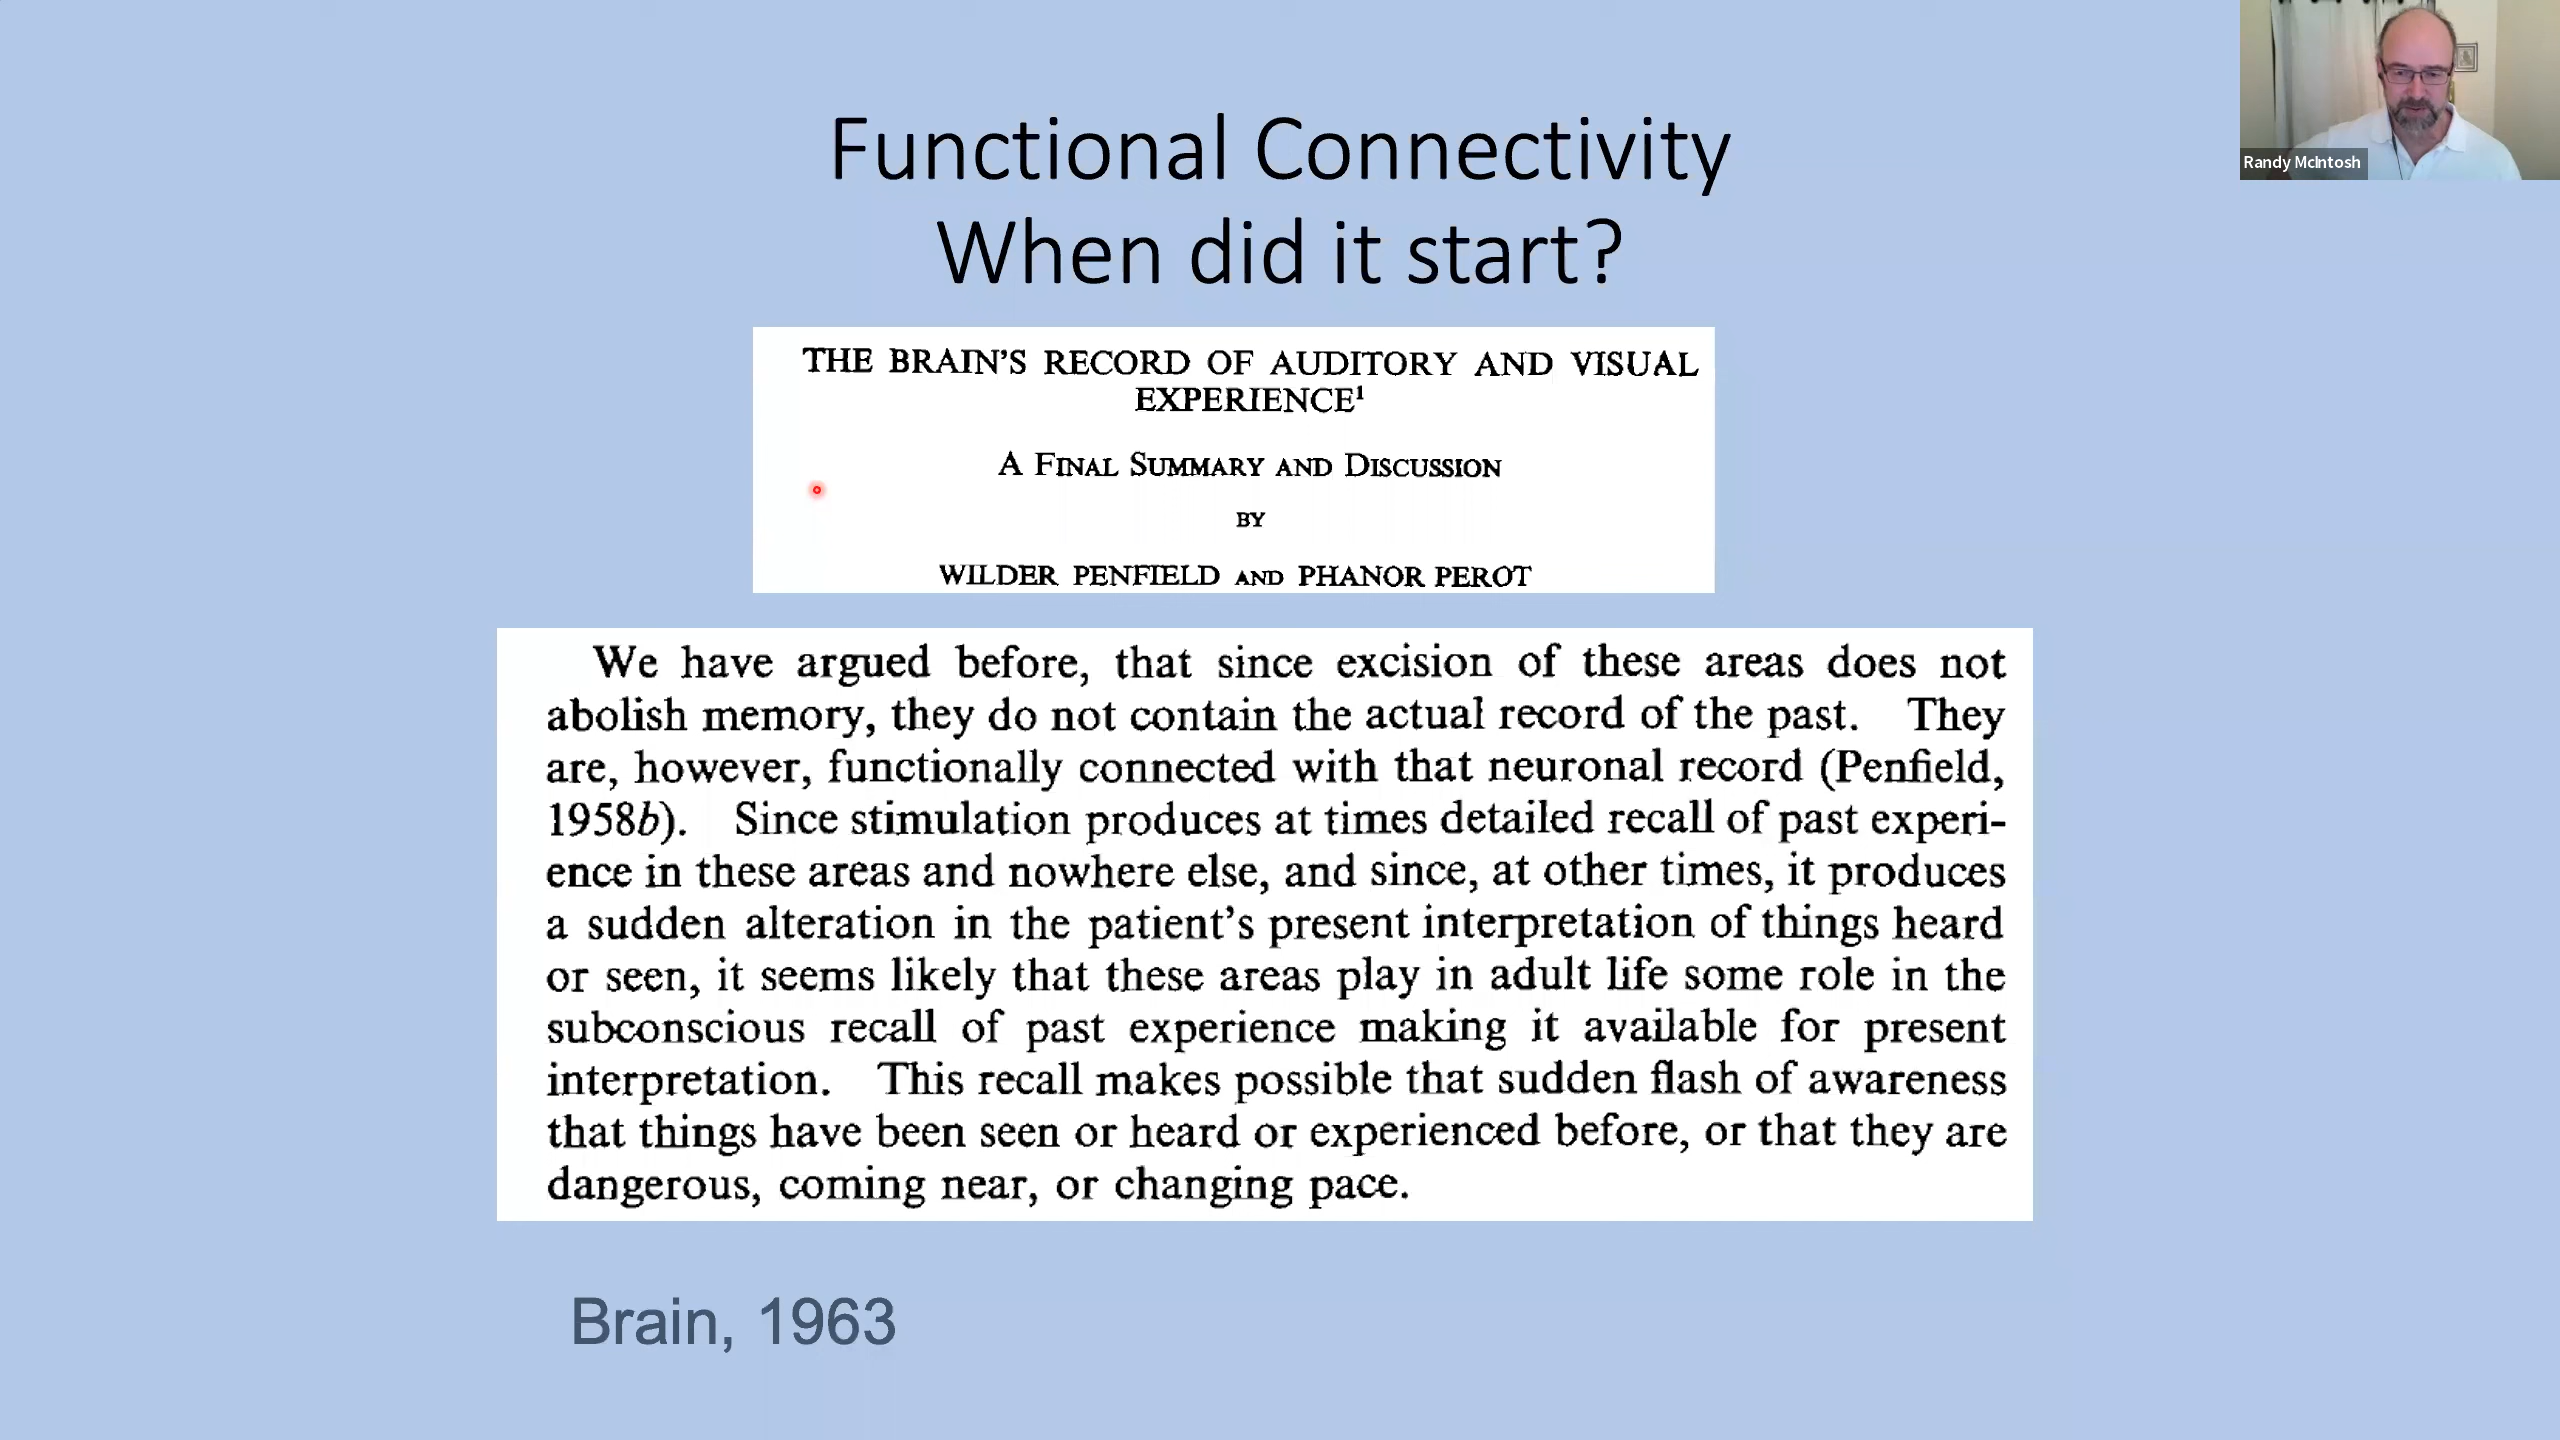 Randy McIntosh
Functional Connectivity
When did it start?
THE BRAIN'S RECORD OF AUDITORY AND VISUAL
EXPERIENCE¹
A FINAL SUMMARY AND DISCUSSION
BY
WILDER PENFIELD AND PHANOR PEROT
We have argued before, that since excision of these areas does not
abolish memory, they do not contain the actual record of the past. They
are, however, functionally connected with that neuronal record (Penfield,
1958b). Since stimulation produces at times detailed recall of past experi-
ence in these areas and nowhere else, and since, at other times, it produces
a sudden alteration in the patient's present interpretation of things heard
or seen, it seems likely that these areas play in adult life some role in the
subconscious recall of past experience making it available for present
interpretation. This recall makes possible that sudden flash of awareness
that things have been seen or heard or experienced before, or that they are
dangerous, coming near, or changing pace.
Brain, 1963